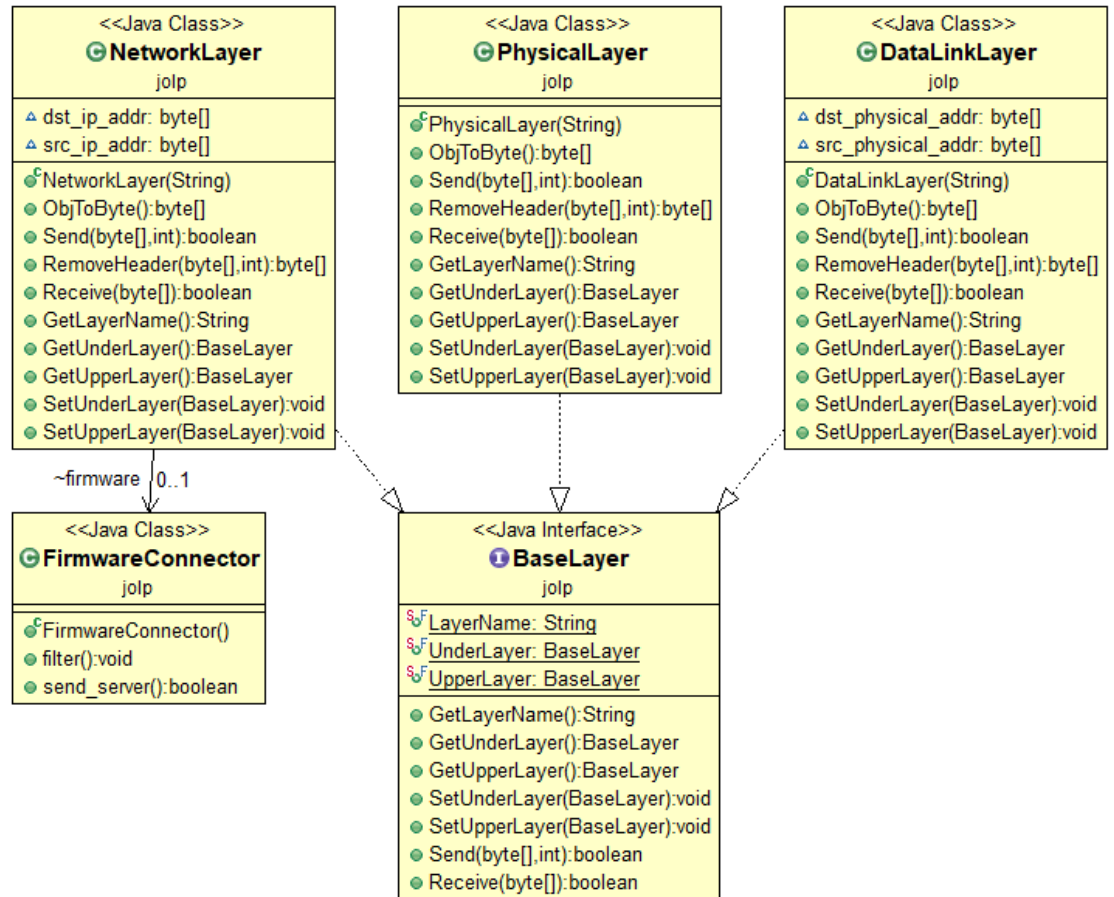 <<Java Class>>
NetworkLayer
jolp
dst_ip_addr: byte[]
src_ip_addr: byte[]
NetworkLayer(String)
ObjToByte():byte[]
Send(byte[],int):boolean
RemoveHeader(byte[],int):byte[]
Receive(byte[]):boolean
GetLayerName():String
GetUnderLayer():BaseLayer
GetUpperLayer():BaseLayer
SetUnderLayer(BaseLayer):void
SetUpperLayer(BaseLayer):void
<<Java Class>>
PhysicalLayer
jolp
PhysicalLayer(String)
ObjToByte():byte[]
Send(byte[],int):boolean
RemoveHeader(byte[],int):byte[]
Receive(byte[]):boolean
GetLayerName():String
GetUnderLayer():BaseLayer
GetUpperLayer():BaseLayer
SetUnderLayer(BaseLayer):void
SetUpperLayer(BaseLayer):void
<<Java Class>>
DataLinkLayer
jolp
dst_physical_addr: byte[]
src_physical_addr: byte[]
DataLinkLayer(String)
ObjToByte():byte[]
Send(byte[],int):boolean
RemoveHeader(byte[],int):byte[]
Receive(byte[]):boolean
GetLayerName():String
GetUnderLayer():BaseLayer
GetUpperLayer():BaseLayer
SetUnderLayer(BaseLayer):void
SetUpperLayer(BaseLayer):void
~firmware 0..1
<<Java Class>>
FirmwareConnector
jolp
FirmwareConnector()
filter():void
send_server():boolean
<<Java Interface>>
BaseLayer
jolp
LayerName: String
UnderLayer: BaseLayer
UpperLayer: BaseLayer
GetLayerName():String
GetUnderLayer():BaseLayer
GetUpperLayer():BaseLayer
SetUnderLayer(BaseLayer):void
SetUpperLayer(BaseLayer):void
Send(byte[],int):boolean
Receive(byte[]):boolean